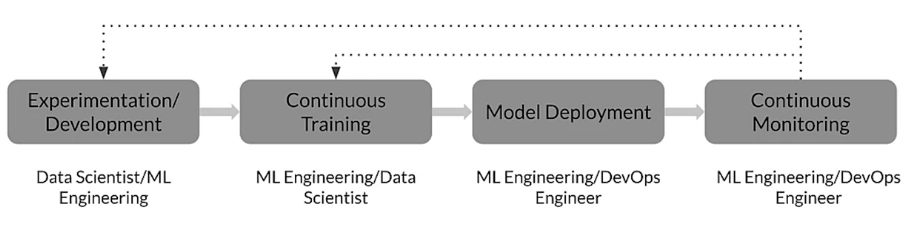 Experimentation/
Development
Continuous
Training
Model Deployment
Continuous
Monitoring
Data Scientist/ML
Engineering
ML Engineering/Data
Scientist
ML Engineering/DevOps
Engineer
ML Engineering/DevOps
Engineer